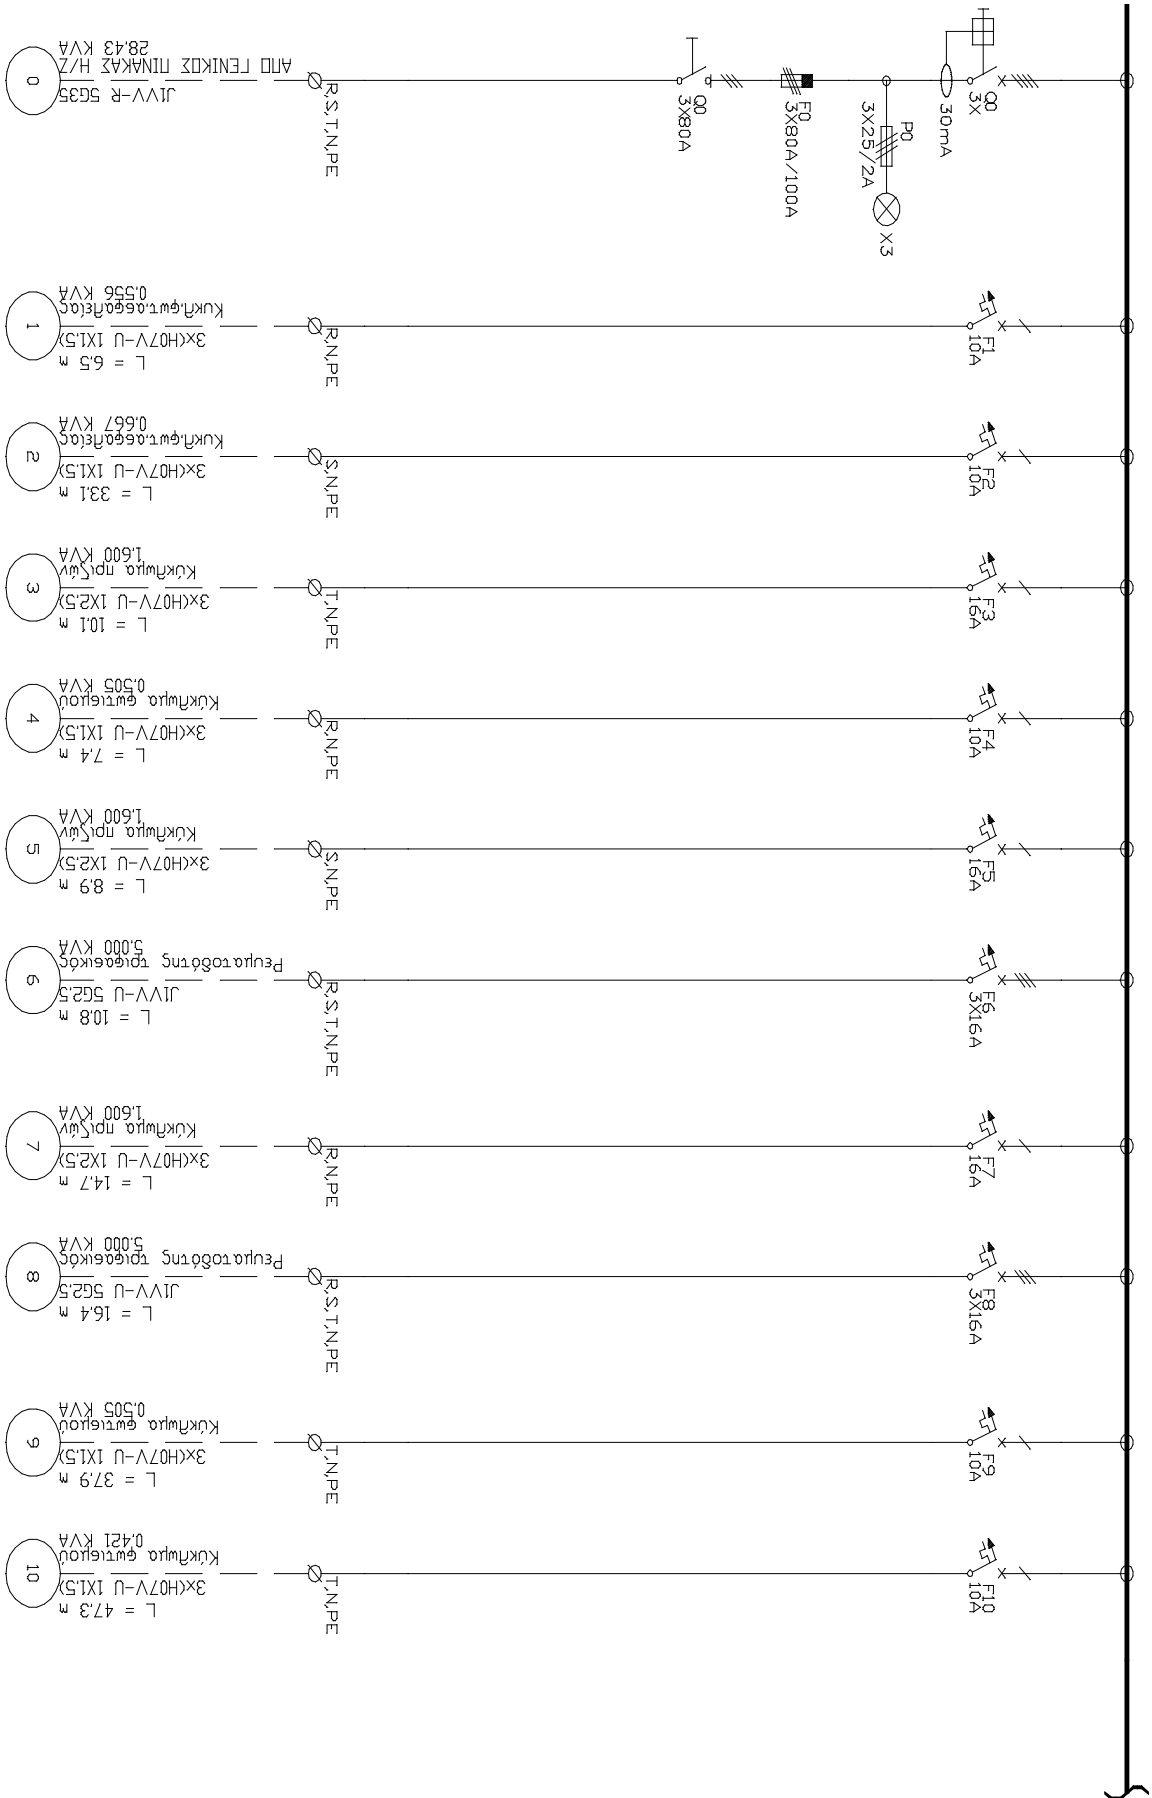 28.43 KVA
ΑΠΟ ΓΕΝΙΚΟΣ ΠΙΝΑΚΑΣ Η/Ζ
0
J1VV-R 5G35
R,S,T,N,PE
Q0
3X80A
F0
3X80A/100A
P0
3X25/2A
X3
30mA
Q0
3X
0.556 KVA
Κυκλ.φωτ.ασφαλείας
1
3x(H07V-U 1X1.5)
L = 6.5 m
R,N,PE
F1
10A
0.667 KVA
Κυκλ.φωτ.ασφαλείας
2
3x(H07V-U 1X1.5)
L = 33.1 m
S,N,PE
F2
10A
1.600 KVA
Κύκλωμα πριζών
3
3x(H07V-U 1X2.5)
L = 10.1 m
T,N,PE
F3
16A
0.505 KVA
Κύκλωμα φωτισμού
4
3x(H07V-U 1X1.5)
L = 7.4 m
R,N,PE
F4
10A
1.600 KVA
Κύκλωμα πριζών
5
3x(H07V-U 1X2.5)
L = 8.9 m
S,N,PE
F5
16A
5.000 KVA
Ρευματοδότης τριφασικός
6
J1VV-U 5G2.5
L = 10.8 m
R,S,T,N,PE
F6
3X16A
1.600 KVA
Κύκλωμα πριζών
7
3x(H07V-U 1X2.5)
L = 14.7 m
R,N,PE
F7
16A
5.000 KVA
Ρευματοδότης τριφασικός
8
J1VV-U 5G2.5
L = 16.4 m
R,S,T,N,PE
F8
3X16A
0.505 KVA
Κύκλωμα φωτισμού
9
3x(H07V-U 1X1.5)
L = 37.9 m
T,N,PE
F9
10A
0.421 KVA
Κύκλωμα φωτισμού
10
3x(H07V-U 1X1.5)
L = 47.3 m
T,N,PE
F10
10A